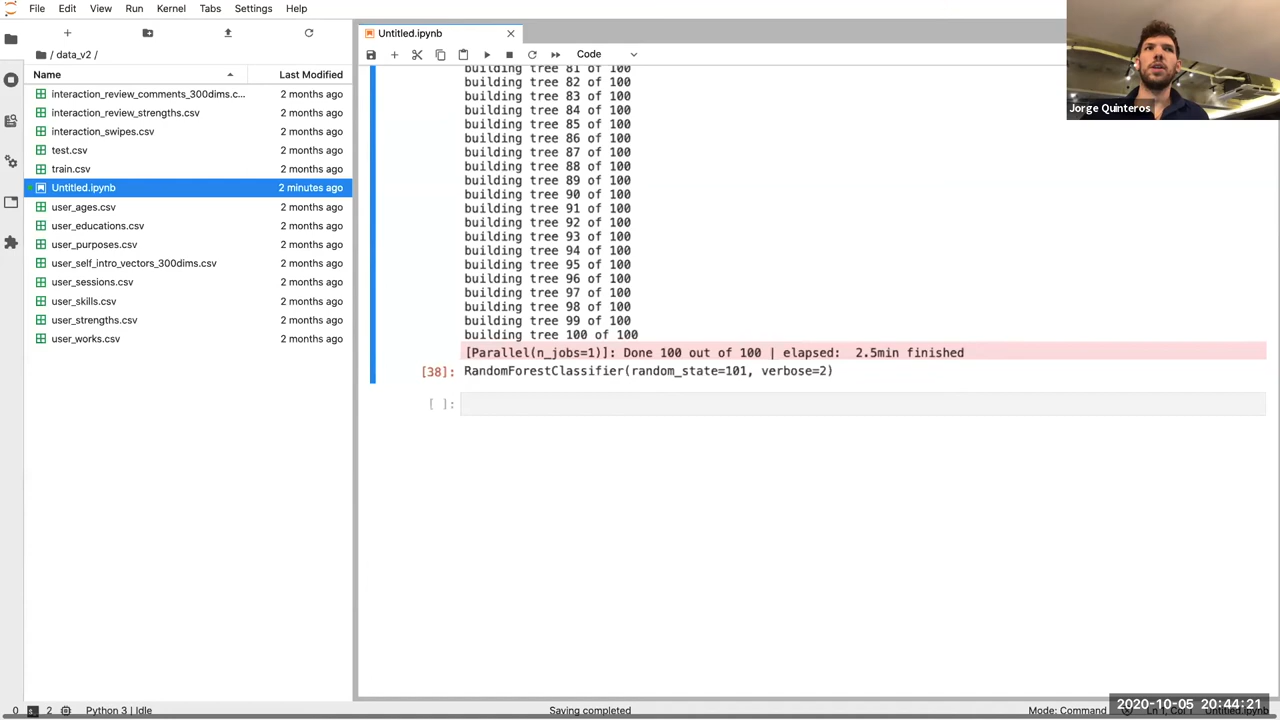 File Edit View Run Kernel Tabs Settings Help
/ data_v2 /
Name Last Modified
interaction_review_comments_300dims.c... 2 months ago
interaction_review_strengths.csv 2 months ago
interaction_swipes.csv 2 months ago
test.csv 2 months ago
train.csv 2 months ago
Untitled.ipynb 2 minutes ago
user_ages.csv 2 months ago
user_educations.csv 2 months ago
user_purposes.csv 2 months ago
user_self_intro_vectors_300dims.csv 2 months ago
user_sessions.csv 2 months ago
user_skills.csv 2 months ago
user_strengths.csv 2 months ago
user_works.csv 2 months ago
Untitled.ipynb
Code
building tree 81 of 100
building tree 82 of 100
building tree 83 of 100
building tree 84 of 100
building tree 85 of 100
building tree 86 of 100
building tree 87 of 100
building tree 88 of 100
building tree 89 of 100
building tree 90 of 100
building tree 91 of 100
building tree 92 of 100
building tree 93 of 100
building tree 94 of 100
building tree 95 of 100
building tree 96 of 100
building tree 97 of 100
building tree 98 of 100
building tree 99 of 100
building tree 100 of 100
[Parallel(n_jobs=1)]: Done 100 out of 100 | elapsed: 2.5min finished
[38]: RandomForestClassifier(random_state=101, verbose=2)
[ ]:
Jorge Quinteros
0 2 Python 3 | Idle Saving completed Mode: Command
2020-10-05 20:44:21